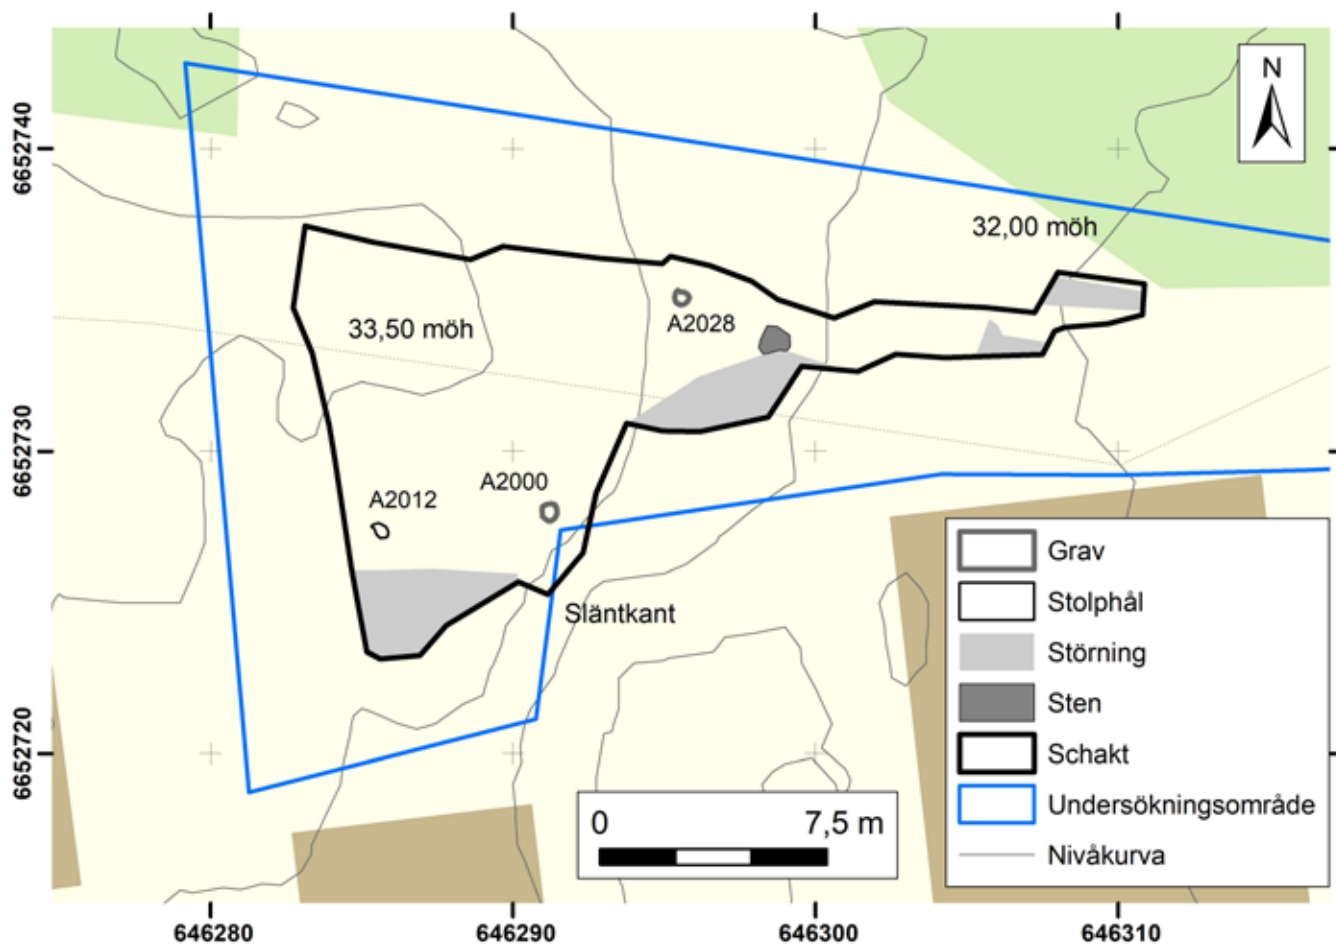 N
6652740
6652730
6652720
32,00 möh
33,50 möh
A2028
A2000
A2012
Släntkant
Grav
Stolphål
Störning
Sten
Schakt
Undersökningsområde
Nivåkurva
0 7,5 m
646280 646290 646300 646310